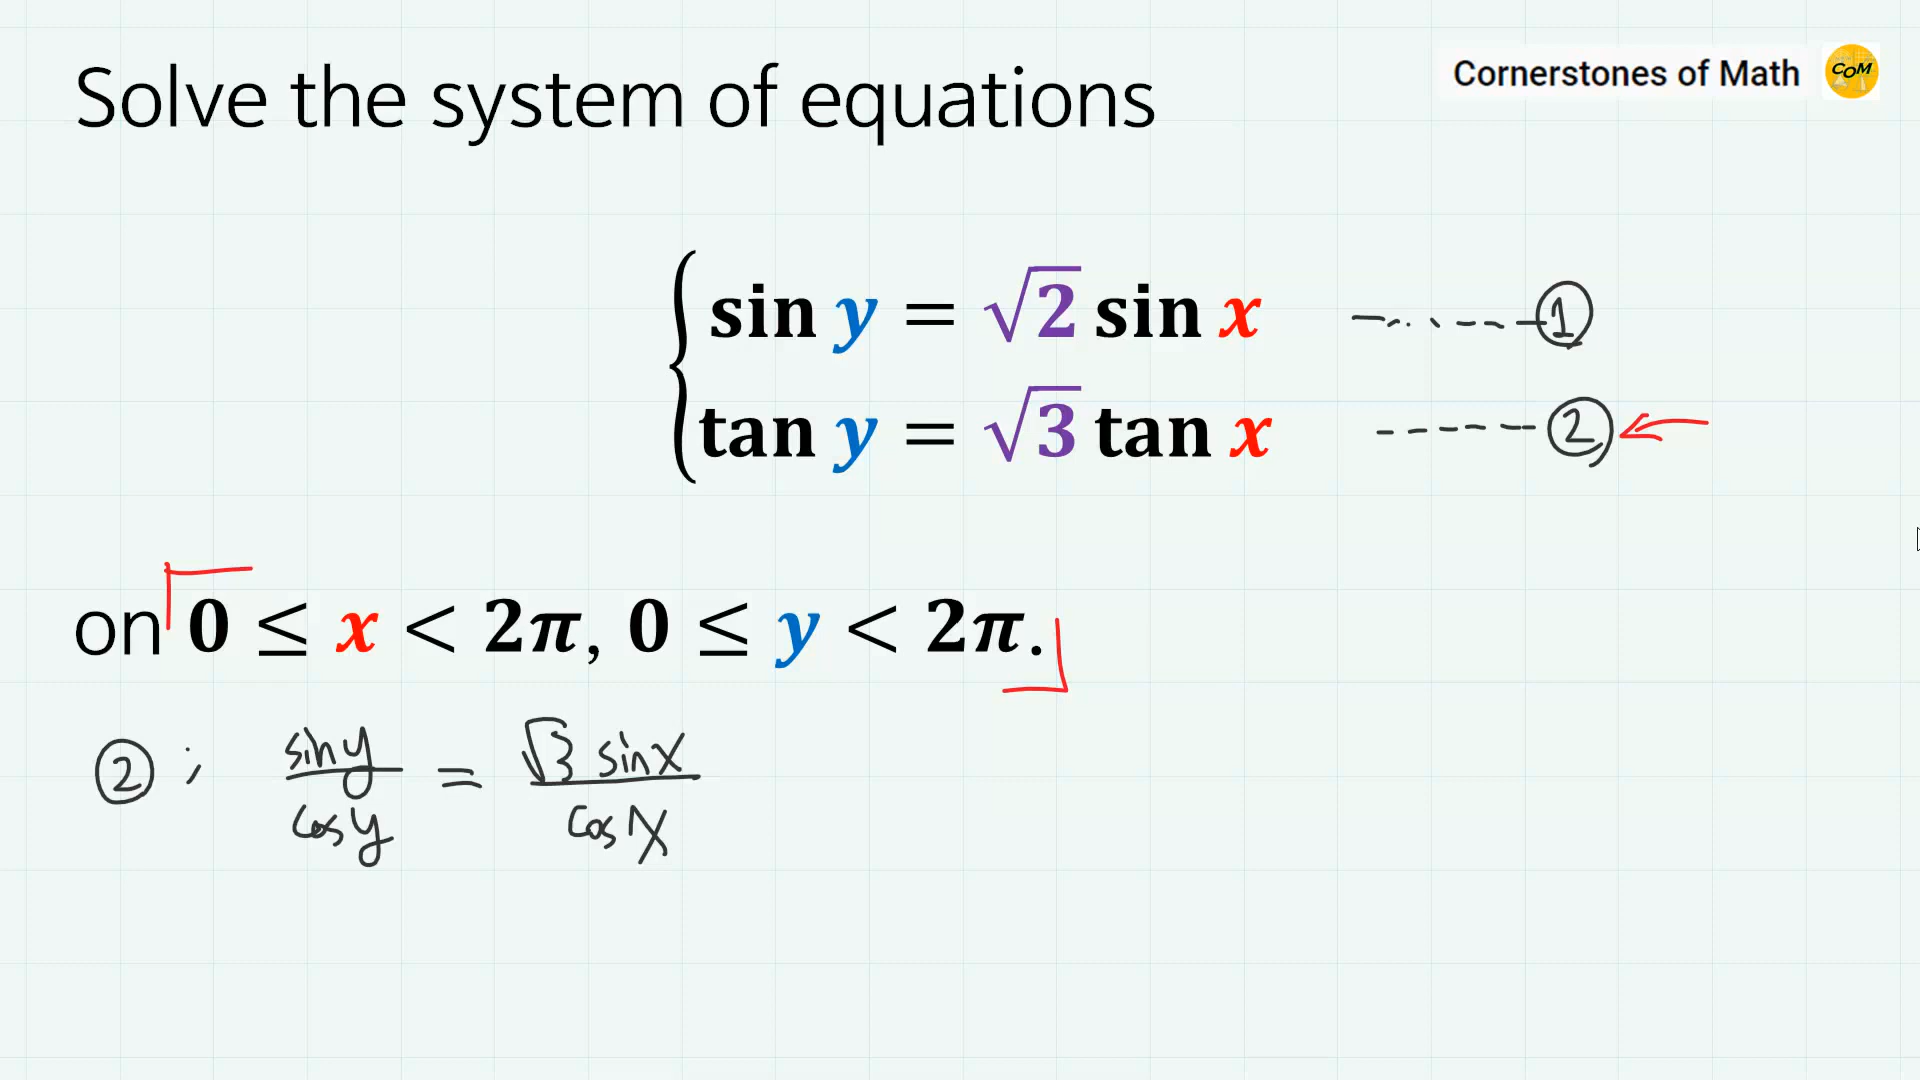 Solve the system of equations
Cornerstones of Math
COM
sin y = √2 sin x -------①
tan y = √3 tan x ------②
on 0 ≤ x < 2π, 0 ≤ y < 2π.
② ; sin y / cos y = √3 sin x / cos x